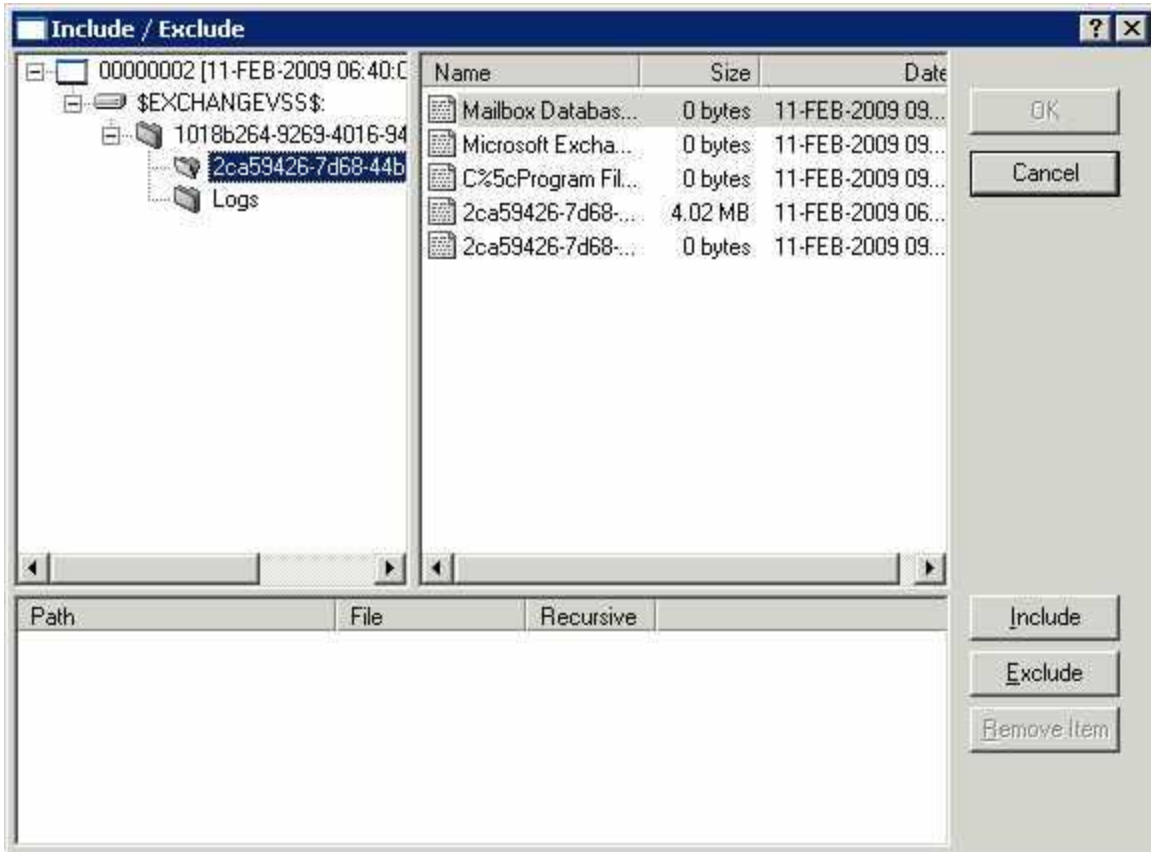 Include / Exclude
00000002 [11-FEB-2009 06:40:0
$EXCHANGEVSS$:
1018b264-9269-4016-94
2ca59426-7d68-44b
Logs
Name Size Date
Mailbox Databas... 0 bytes 11-FEB-2009 09...
Microsoft Excha... 0 bytes 11-FEB-2009 09...
C%5cProgram Fil... 0 bytes 11-FEB-2009 09...
2ca59426-7d68-... 4.02 MB 11-FEB-2009 06...
2ca59426-7d68-... 0 bytes 11-FEB-2009 09...
OK
Cancel
Path File Recursive
Include
Exclude
Remove Item